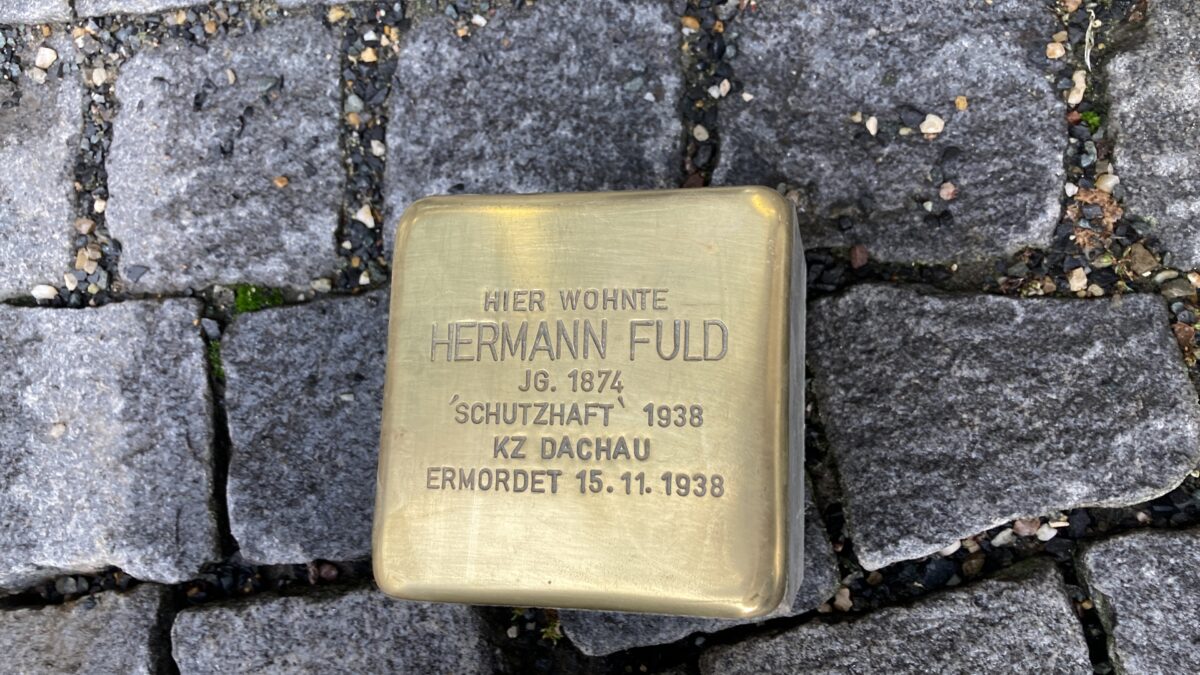 HIER WOHNTE
HERMANN FULD
JG. 1874
'SCHUTZHAFT' 1938
KZ DACHAU
ERMORDET 15.11.1938